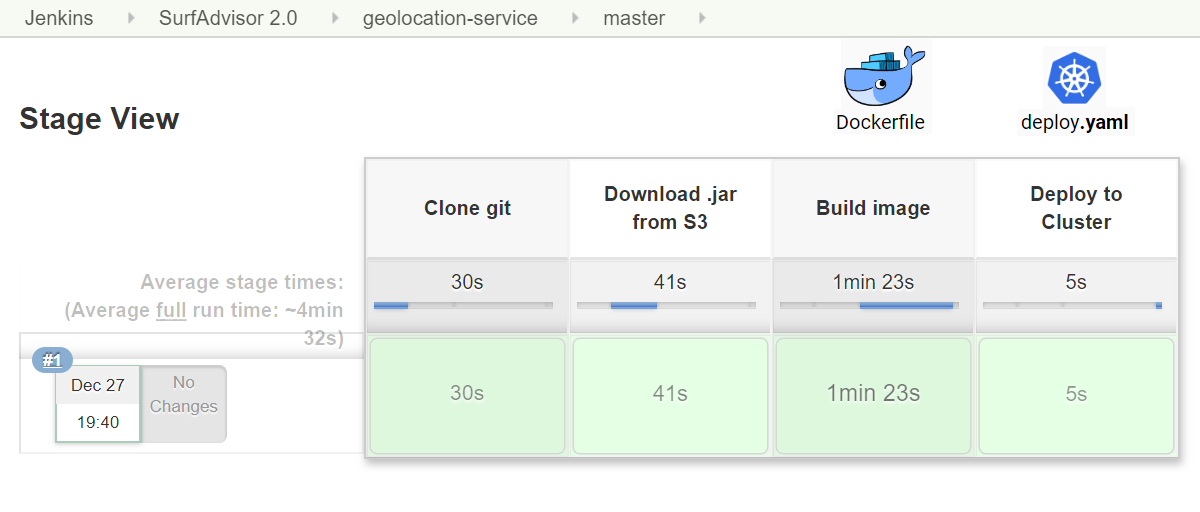 Jenkins SurfAdvisor 2.0 geolocation-service master
Dockerfile deploy.yaml
Stage View
Clone git
Download .jar
from S3
Build image
Deploy to
Cluster
Average stage times:
(Average full run time: ~4min
32s)
30s 41s 1min 23s 5s
#1
Dec 27
19:40
No
Changes
30s 41s 1min 23s 5s